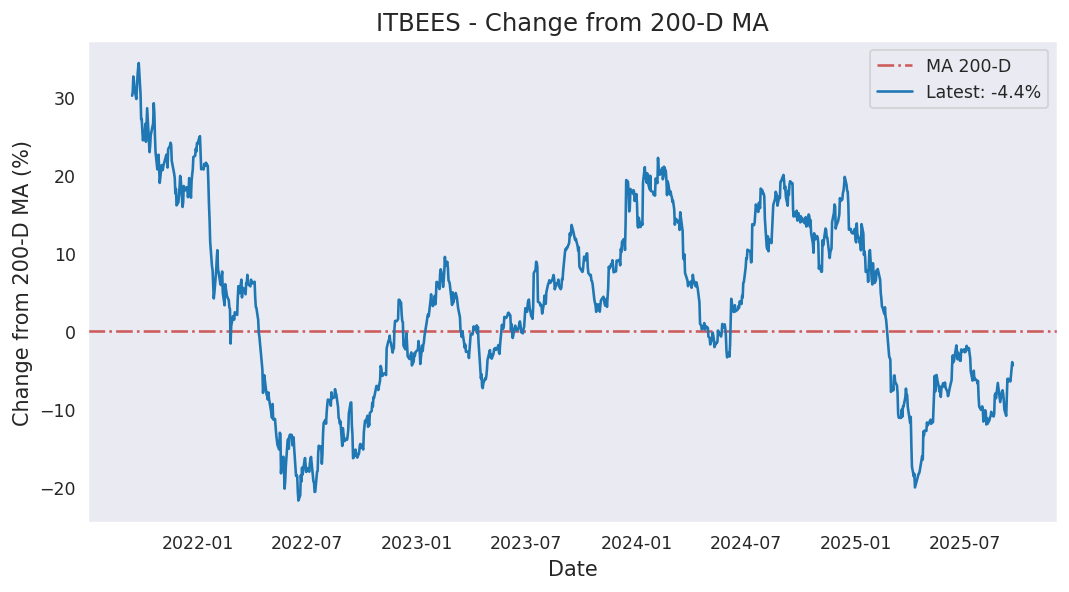 ITBEES - Change from 200-D MA
MA 200-D
Latest: -4.4%
Change from 200-D MA (%)
30
20
10
0
−10
−20
2022-01 2022-07 2023-01 2023-07 2024-01 2024-07 2025-01 2025-07
Date